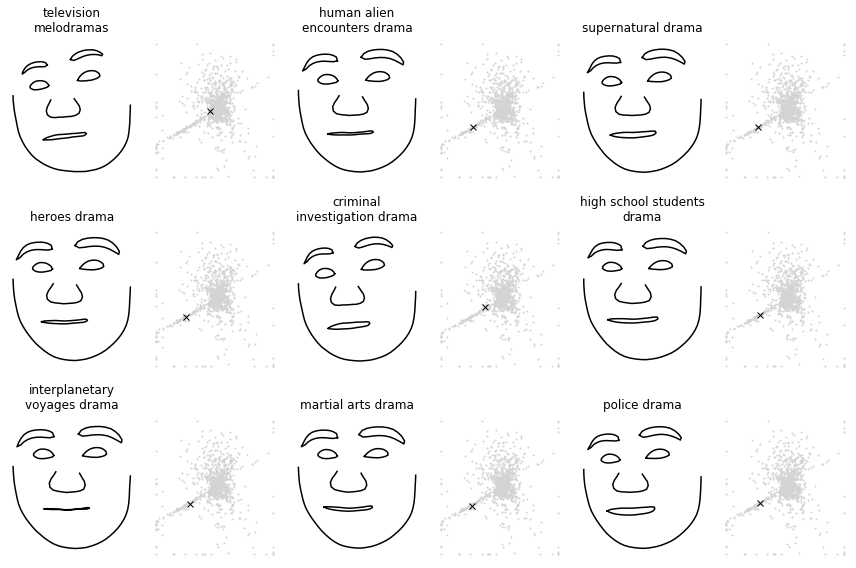 television
melodramas
human alien
encounters drama
supernatural drama
heroes drama
criminal
investigation drama
high school students
drama
interplanetary
voyages drama
martial arts drama
police drama